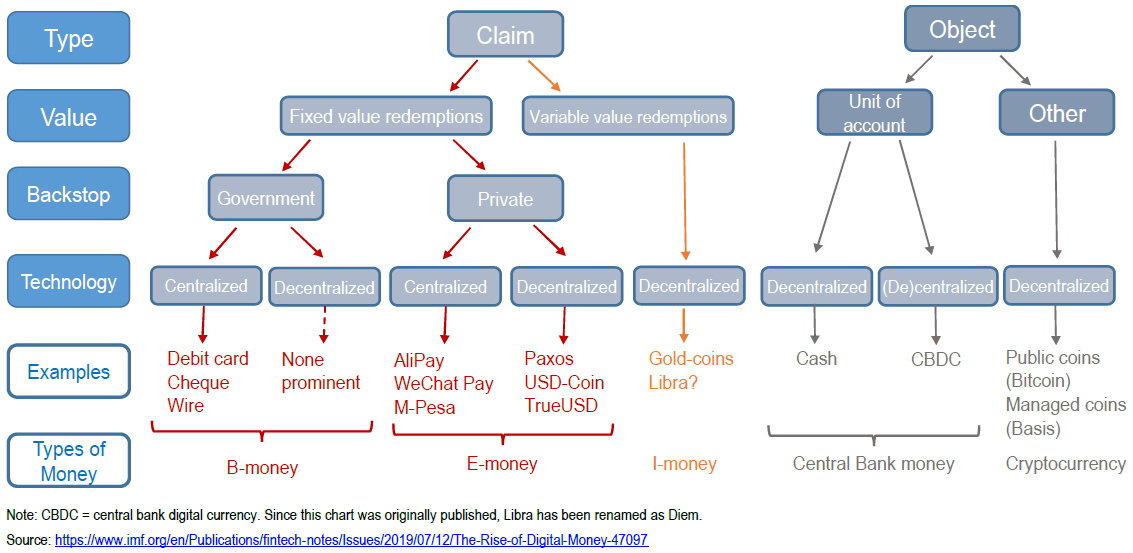 Type
Claim
Object
Value
Fixed value redemptions
Variable value redemptions
Unit of
account
Other
Backstop
Government
Private
Technology
Centralized
Decentralized
Centralized
Decentralized
Decentralized
Decentralized
(De)centralized
Decentralized
Examples
Debit card
Cheque
Wire
None
prominent
AliPay
WeChat Pay
M-Pesa
Paxos
USD-Coin
TrueUSD
Gold-coins
Libra?
Cash
CBDC
Public coins
(Bitcoin)
Managed coins
(Basis)
Types of
Money
B-money
E-money
I-money
Central Bank money
Cryptocurrency
Note: CBDC = central bank digital currency. Since this chart was originally published, Libra has been renamed as Diem.
Source: https://www.imf.org/en/Publications/fintech-notes/Issues/2019/07/12/The-Rise-of-Digital-Money-47097